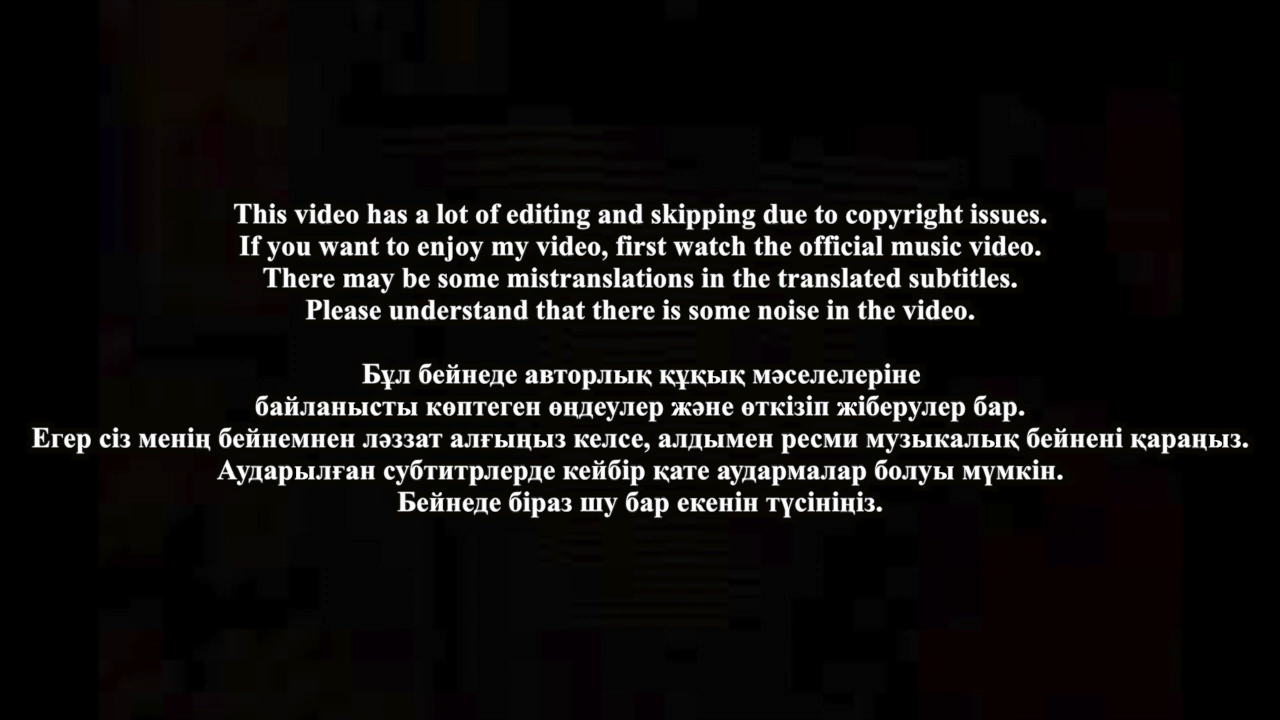 This video has a lot of editing and skipping due to copyright issues.
If you want to enjoy my video, first watch the official music video.
There may be some mistranslations in the translated subtitles.
Please understand that there is some noise in the video.
Бұл бейнеде авторлық құқық мәселелеріне
байланысты көптеген өңдеулер және өткізіп жіберулер бар.
Егер сіз менің бейнемнен ләззат алғыңыз келсе, алдымен ресми музыкалық бейнені қараңыз.
Аударылған субтитрлерде кейбір қате аудармалар болуы мүмкін.
Бейнеде біраз шу бар екенін түсініңіз.